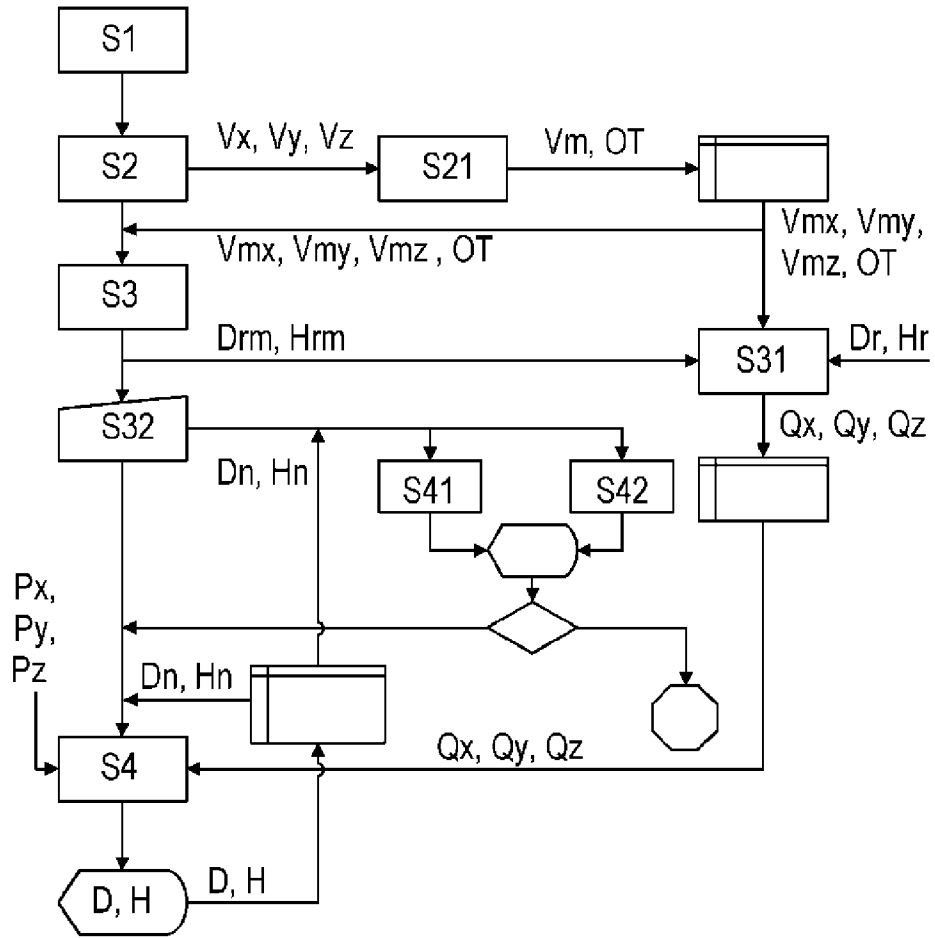 S1
S2
Vx, Vy, Vz
S21
Vm, OT
Vmx, Vmy,
Vmz, OT
Vmx, Vmy, Vmz , OT
S3
Drm, Hrm
S31
Dr, Hr
S32
Qx, Qy, Qz
Dn, Hn
S41
S42
Px,
Py,
Pz
Dn, Hn
S4
Qx, Qy, Qz
D, H
D, H